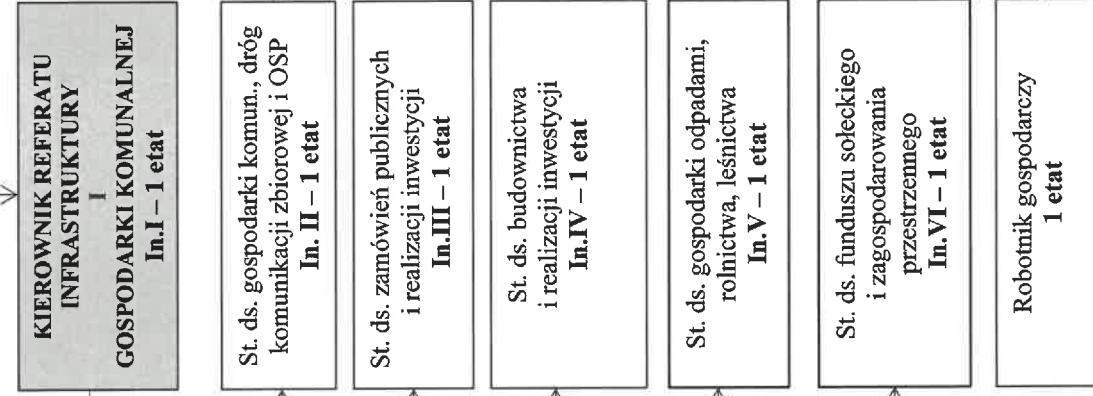 KIEROWNIK REFERATU
INFRASTRUKTURY
I
GOSPODARKI KOMUNALNEJ
In.I – 1 etat
St. ds. gospodarki komun., dróg
komunikacji zbiorowej i OSP
In. II – 1 etat
St. ds. zamówień publicznych
i realizacji inwestycji
In.III – 1 etat
St. ds. budownictwa
i realizacji inwestycji
In.IV – 1 etat
St. ds. gospodarki odpadami,
rolnictwa, leśnictwa
In.V – 1 etat
St. ds. funduszu sołeckiego
i zagospodarowania
przestrzennego
In.VI – 1 etat
Robotnik gospodarczy
1 etat